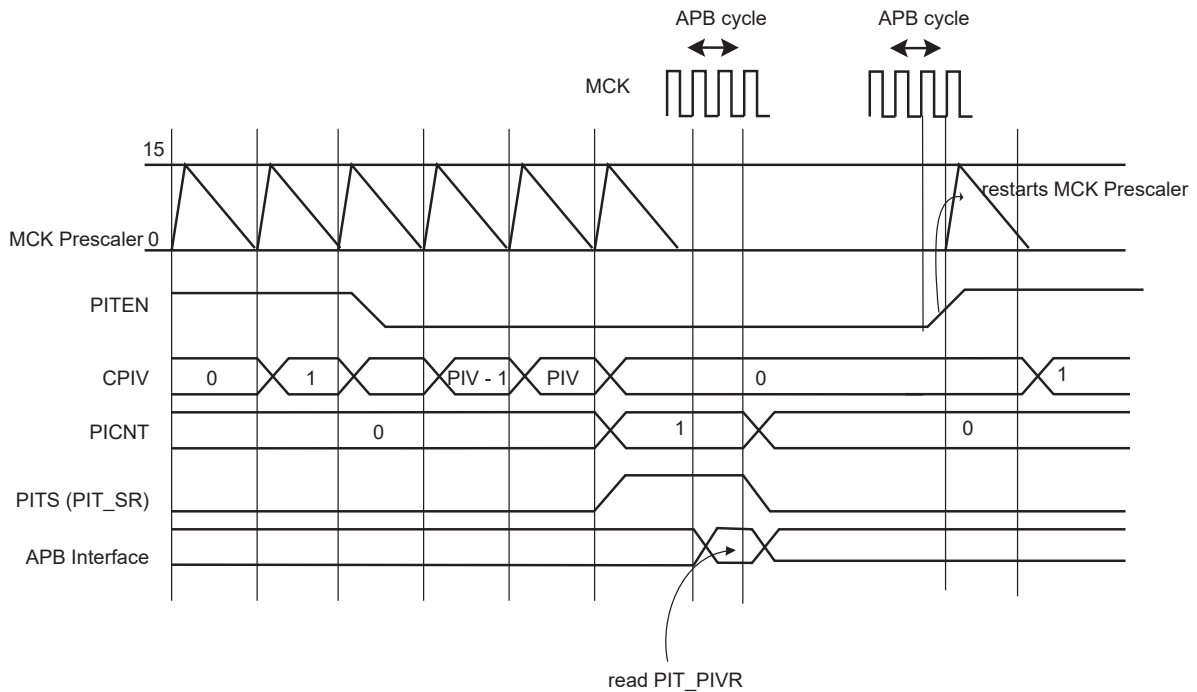 APB cycle
APB cycle
MCK
15
restarts MCK Prescaler
MCK Prescaler 0
PITEN
CPIV
0
1
PIV - 1
PIV
0
1
PICNT
0
1
0
PITS (PIT_SR)
APB Interface
read PIT_PIVR